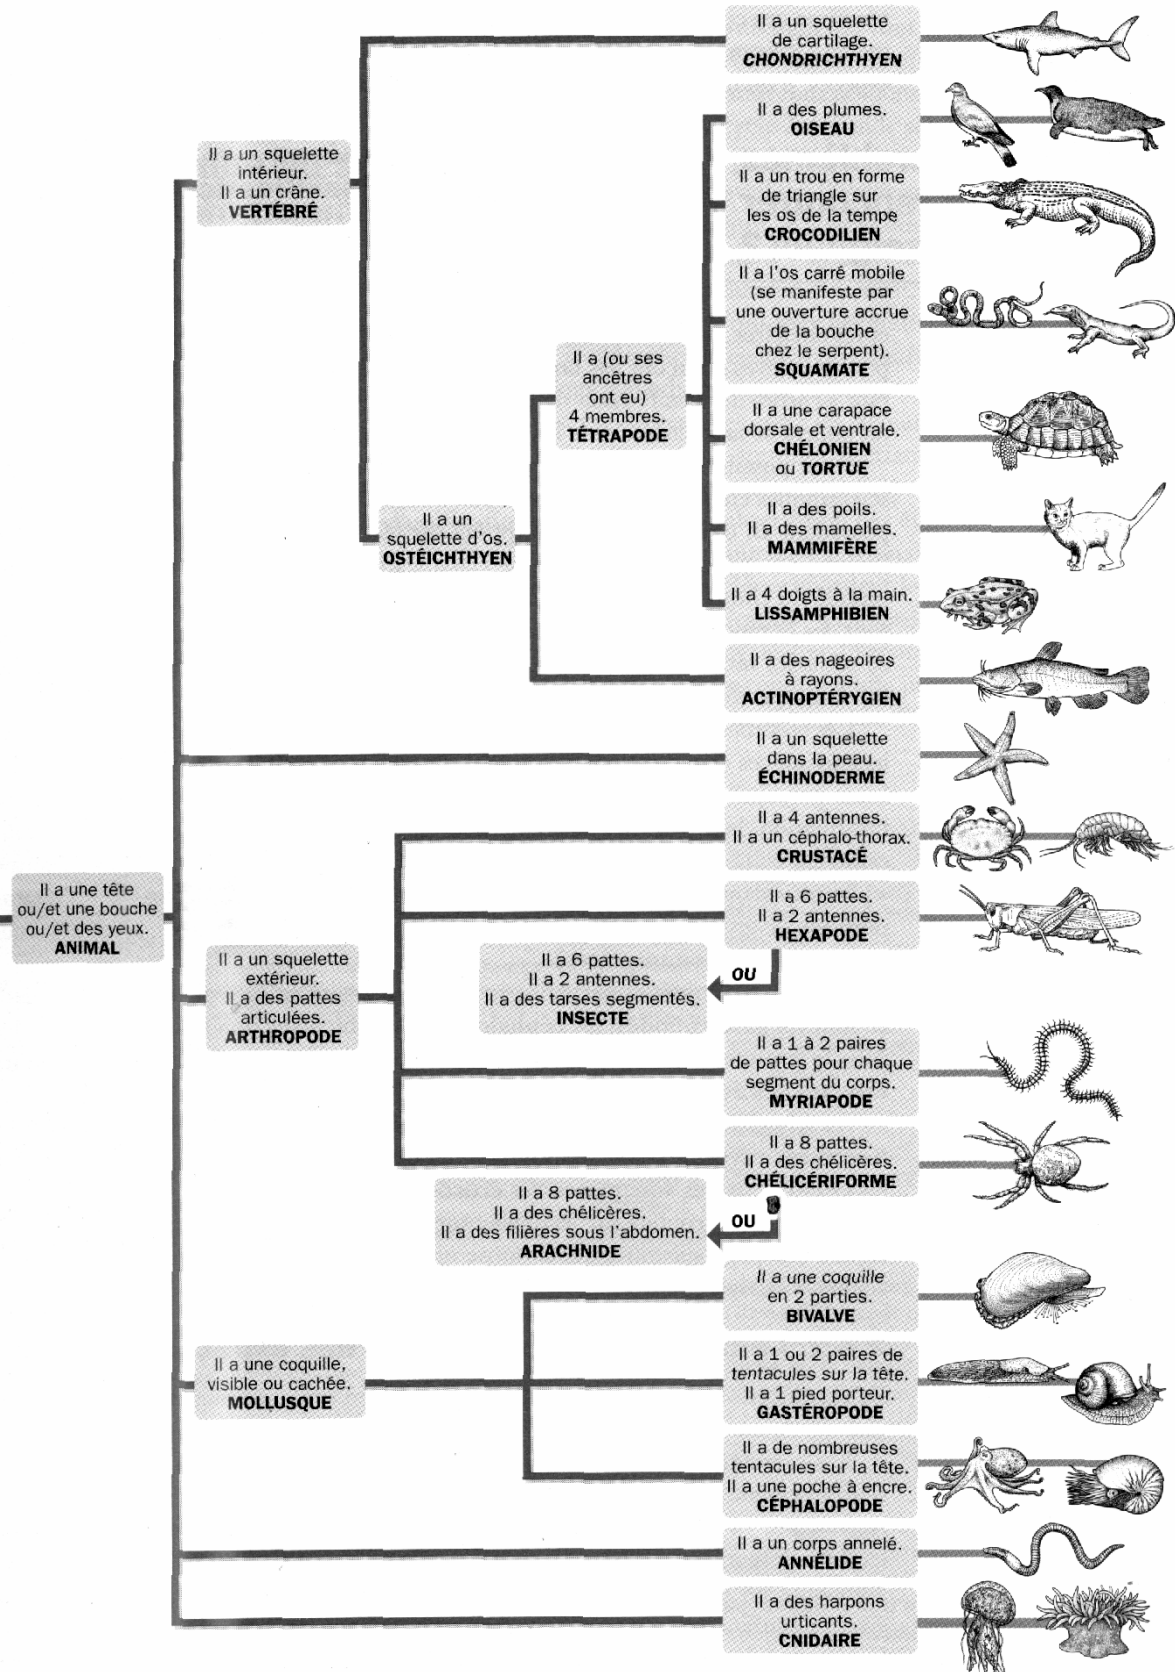 Il a un squelette
de cartilage.
CHONDRICHTHYEN
Il a des plumes.
OISEAU
Il a un squelette
intérieur.
Il a un crâne.
VERTÉBRÉ
Il a un trou en forme
de triangle sur
les os de la tempe
CROCODILIEN
Il a l'os carré mobile
(se manifeste par
une ouverture accrue
de la bouche
chez le serpent).
SQUAMATE
Il a (ou ses
ancêtres
ont eu)
4 membres.
TÉTRAPODE
Il a une carapace
dorsale et ventrale.
CHÉLONIEN
ou TORTUE
Il a des poils.
Il a des mamelles.
MAMMIFÈRE
Il a un
squelette d'os.
OSTÉICHTHYEN
Il a 4 doigts à la main.
LISSAMPHIBIEN
Il a des nageoires
à rayons.
ACTINOPTÉRYGIEN
Il a un squelette
dans la peau.
ÉCHINODERME
Il a 4 antennes.
Il a un céphalo-thorax.
CRUSTACÉ
Il a une tête
ou/et une bouche
ou/et des yeux.
ANIMAL
Il a 6 pattes.
Il a 2 antennes.
HEXAPODE
Il a un squelette
extérieur.
Il a des pattes
articulées.
ARTHROPODE
OU
Il a 6 pattes.
Il a 2 antennes.
Il a des tarses segmentés.
INSECTE
Il a 1 à 2 paires
de pattes pour chaque
segment du corps.
MYRIAPODE
Il a 8 pattes.
Il a des chélicères.
CHÉLICÉRIFORME
OU
Il a 8 pattes.
Il a des chélicères.
Il a des filières sous l'abdomen.
ARACHNIDE
Il a une coquille
en 2 parties.
BIVALVE
Il a une coquille,
visible ou cachée.
MOLLUSQUE
Il a 1 ou 2 paires de
tentacules sur la tête.
Il a 1 pied porteur.
GASTÉROPODE
Il a de nombreuses
tentacules sur la tête.
Il a une poche à encre.
CÉPHALOPODE
Il a un corps annelé.
ANNÉLIDE
Il a des harpons
urticants.
CNIDAIRE